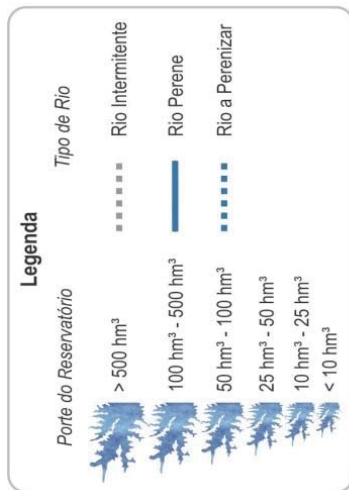 Legenda
Porte do Reservatório
> 500 hm³
100 hm³ - 500 hm³
50 hm³ - 100 hm³
25 hm³ - 50 hm³
10 hm³ - 25 hm³
< 10 hm³
Tipo de Rio
Rio Intermitente
Rio Perene
Rio a Perenizar